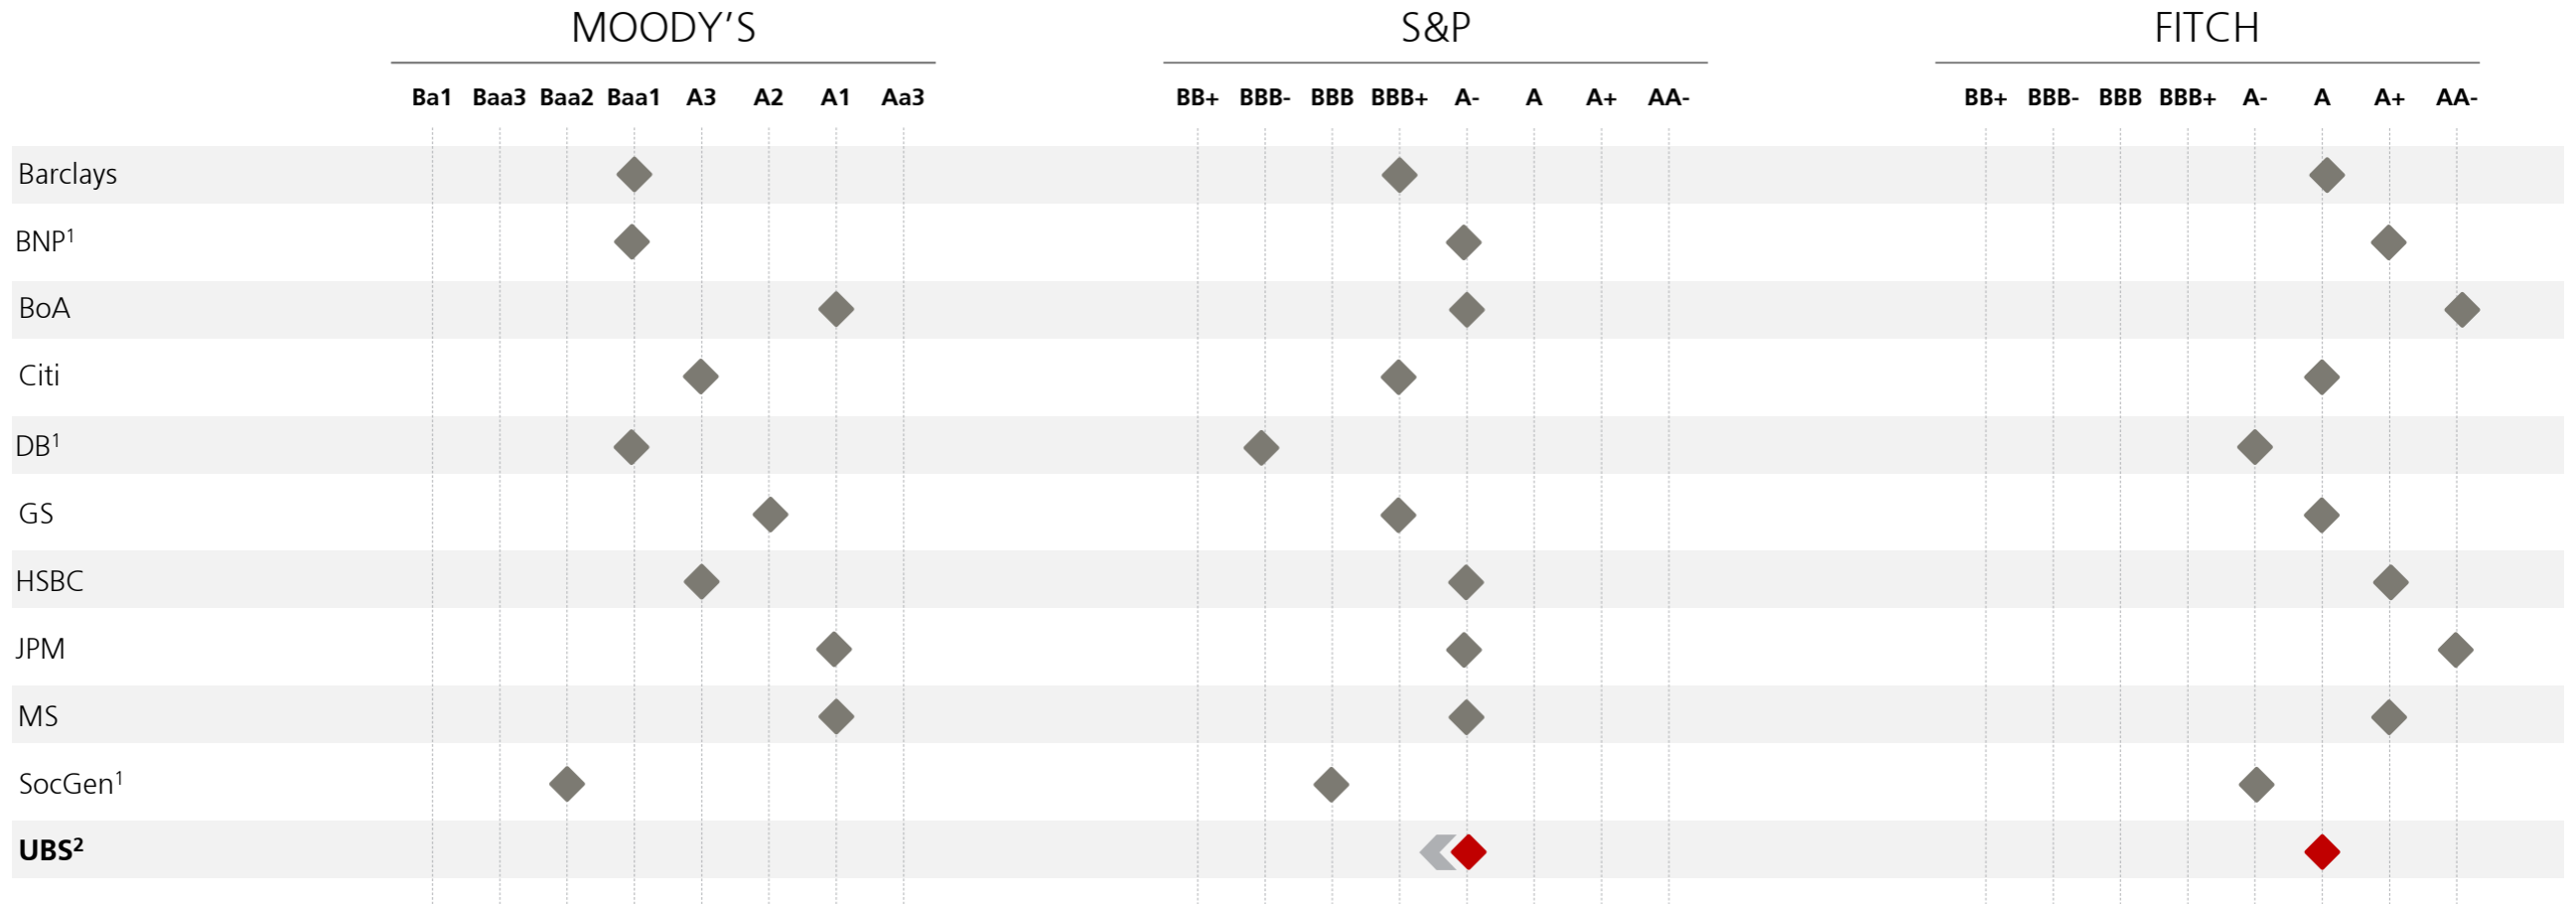 MOODY’S S&P FITCH
Ba1 Baa3 Baa2 Baa1 A3 A2 A1 Aa3 BB+ BBB- BBB BBB+ A- A A+ AA- BB+ BBB- BBB BBB+ A- A A+ AA-
Barclays
BNP¹
BoA
Citi
DB¹
GS
HSBC
JPM
MS
SocGen¹
UBS²